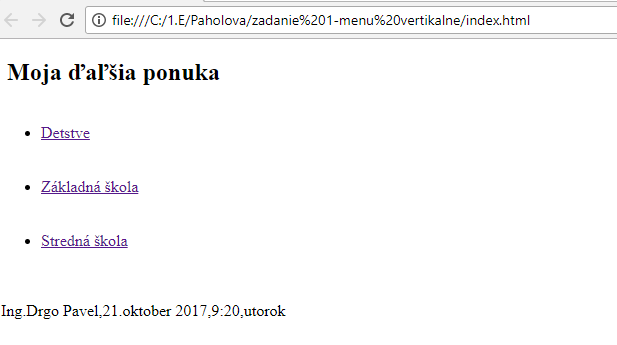 file:///C:/1.E/Paholova/zadanie%201-menu%20vertikalne/index.html
Moja ďaľšia ponuka
Detstve
Základná škola
Stredná škola
Ing.Drgo Pavel,21.oktober 2017,9:20,utorok